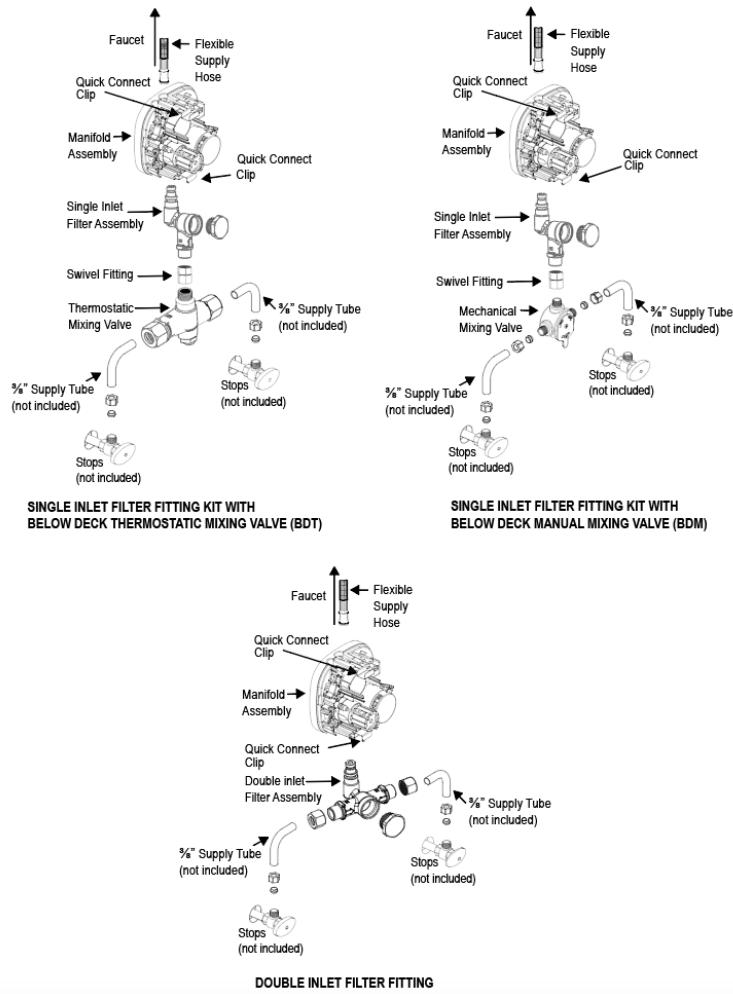 Faucet
Flexible
Supply
Hose
Quick Connect
Clip
Manifold
Assembly
Quick Connect
Clip
Single Inlet
Filter Assembly
Swivel Fitting
Thermostatic
Mixing Valve
⅜" Supply Tube
(not included)
⅜" Supply Tube
(not included)
Stops
(not included)
Stops
(not included)
SINGLE INLET FILTER FITTING KIT WITH
BELOW DECK THERMOSTATIC MIXING VALVE (BDT)
Faucet
Flexible
Supply
Hose
Quick Connect
Clip
Manifold
Assembly
Quick Connect
Clip
Single Inlet
Filter Assembly
Swivel Fitting
Mechanical
Mixing Valve
⅜" Supply Tube
(not included)
Stops
(not included)
⅜" Supply Tube
(not included)
Stops
(not included)
SINGLE INLET FILTER FITTING KIT WITH
BELOW DECK MANUAL MIXING VALVE (BDM)
Faucet
Flexible
Supply
Hose
Quick Connect
Clip
Manifold
Assembly
Quick Connect
Clip
Double inlet
Filter Assembly
⅜" Supply Tube
(not included)
⅜" Supply Tube
(not included)
Stops
(not included)
Stops
(not included)
DOUBLE INLET FILTER FITTING